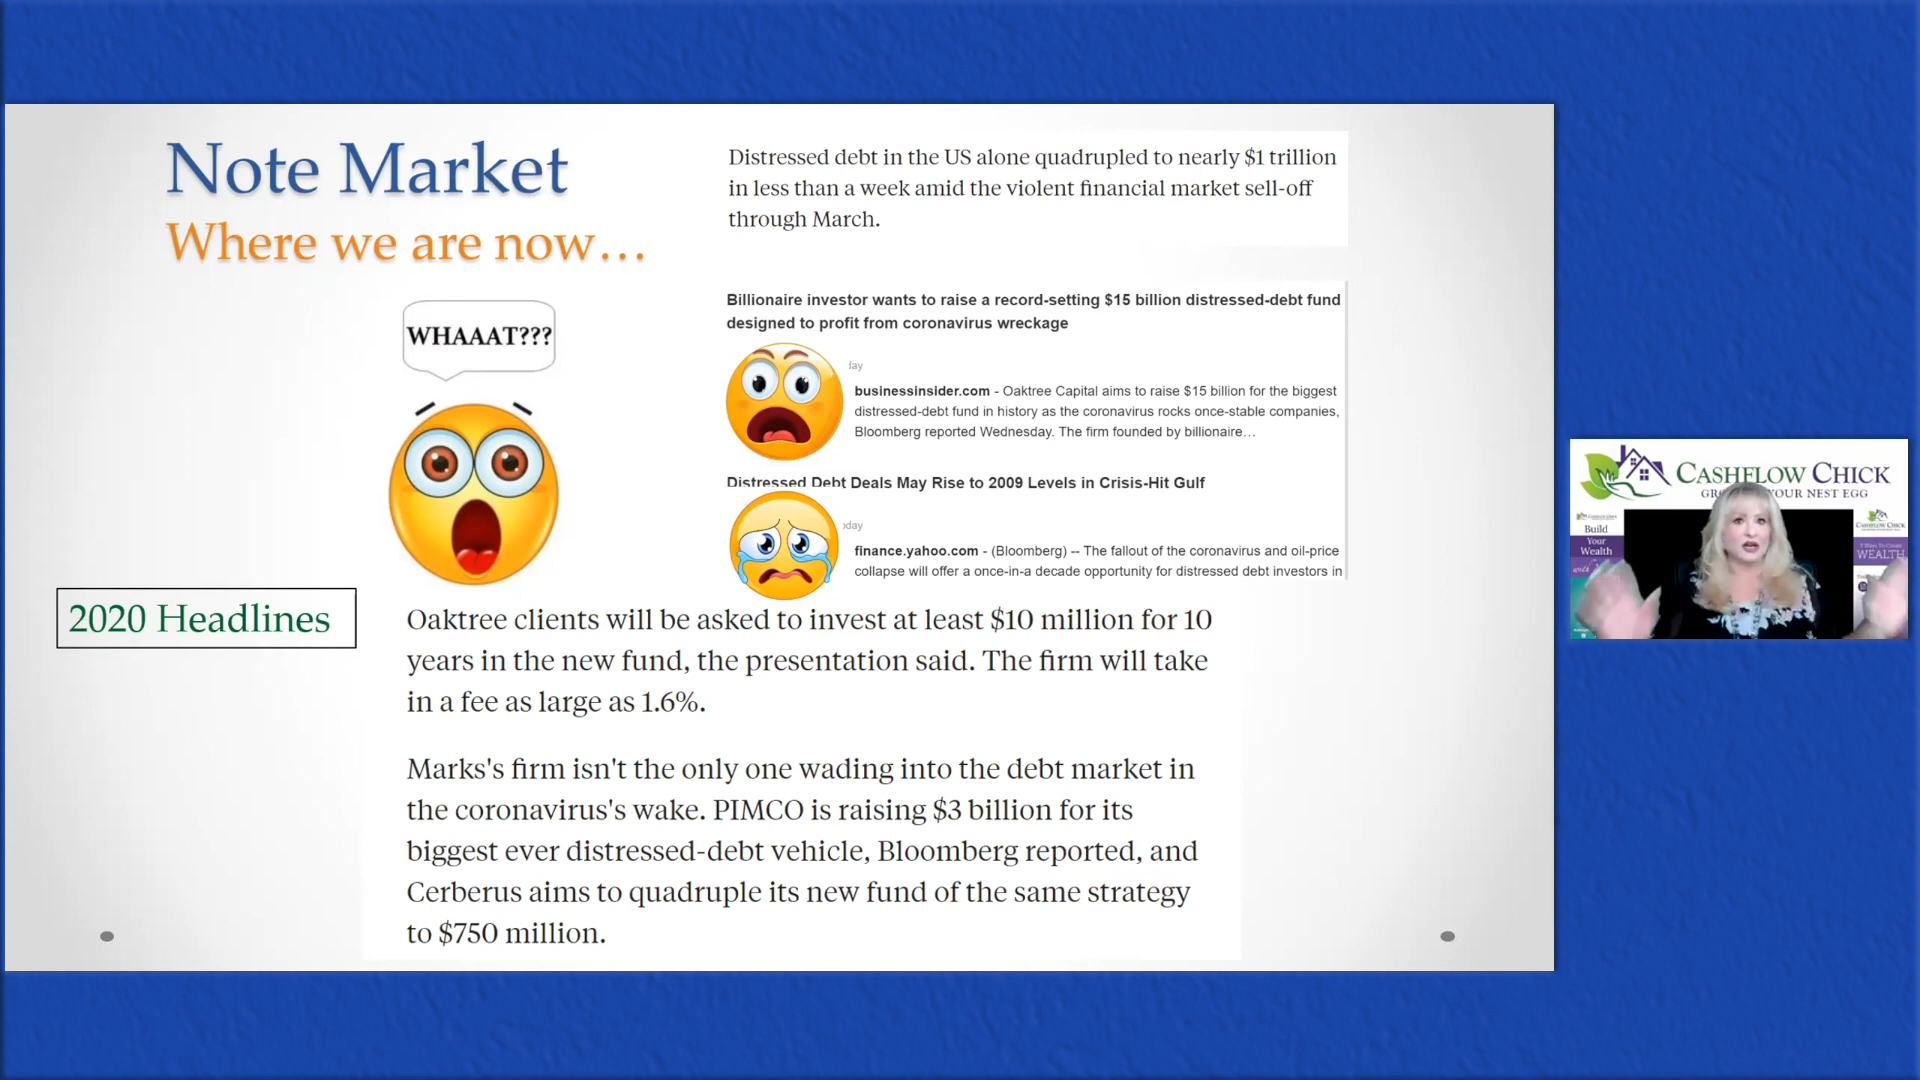 Note Market
Where we are now…
WHAAAT???
2020 Headlines
Distressed debt in the US alone quadrupled to nearly $1 trillion
in less than a week amid the violent financial market sell-off
through March.
Billionaire investor wants to raise a record-setting $15 billion distressed-debt fund
designed to profit from coronavirus wreckage
businessinsider.com - Oaktree Capital aims to raise $15 billion for the biggest
distressed-debt fund in history as the coronavirus rocks once-stable companies,
Bloomberg reported Wednesday. The firm founded by billionaire…
Distressed Debt Deals May Rise to 2009 Levels in Crisis-Hit Gulf
finance.yahoo.com - (Bloomberg) -- The fallout of the coronavirus and oil-price
collapse will offer a once-in-a decade opportunity for distressed debt investors in
Oaktree clients will be asked to invest at least $10 million for 10
years in the new fund, the presentation said. The firm will take
in a fee as large as 1.6%.
Marks's firm isn't the only one wading into the debt market in
the coronavirus's wake. PIMCO is raising $3 billion for its
biggest ever distressed-debt vehicle, Bloomberg reported, and
Cerberus aims to quadruple its new fund of the same strategy
to $750 million.
CASHFLOW CHICK
YOUR NEST EGG
Build
Your
Wealth
WEALTH